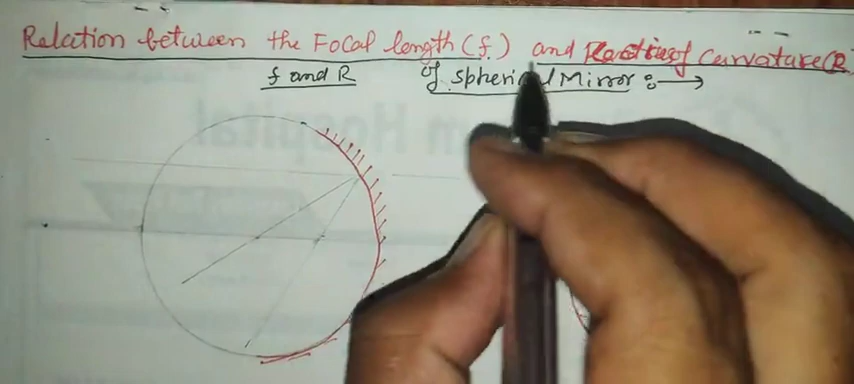 Relation between the Focal length (f) and Radius of Curvature (R
f and R of spherical Mirror :→